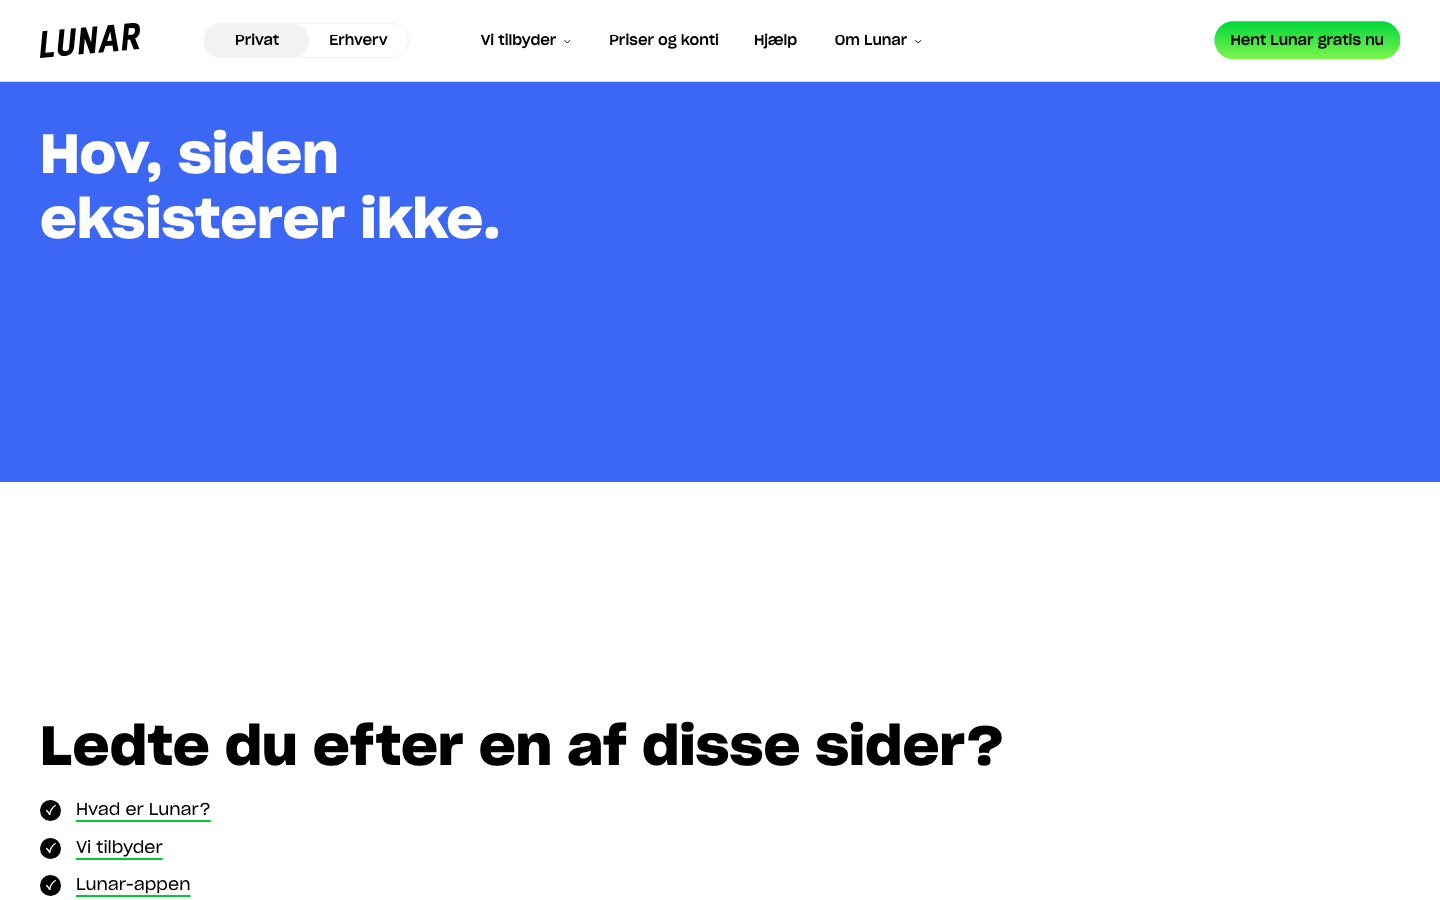 LUNAR
Privat
Erhverv
Vi tilbyder
Priser og konti
Hjælp
Om Lunar
Hent Lunar gratis nu
Hov, siden
eksisterer ikke.
Ledte du efter en af disse sider?
Hvad er Lunar?
Vi tilbyder
Lunar-appen